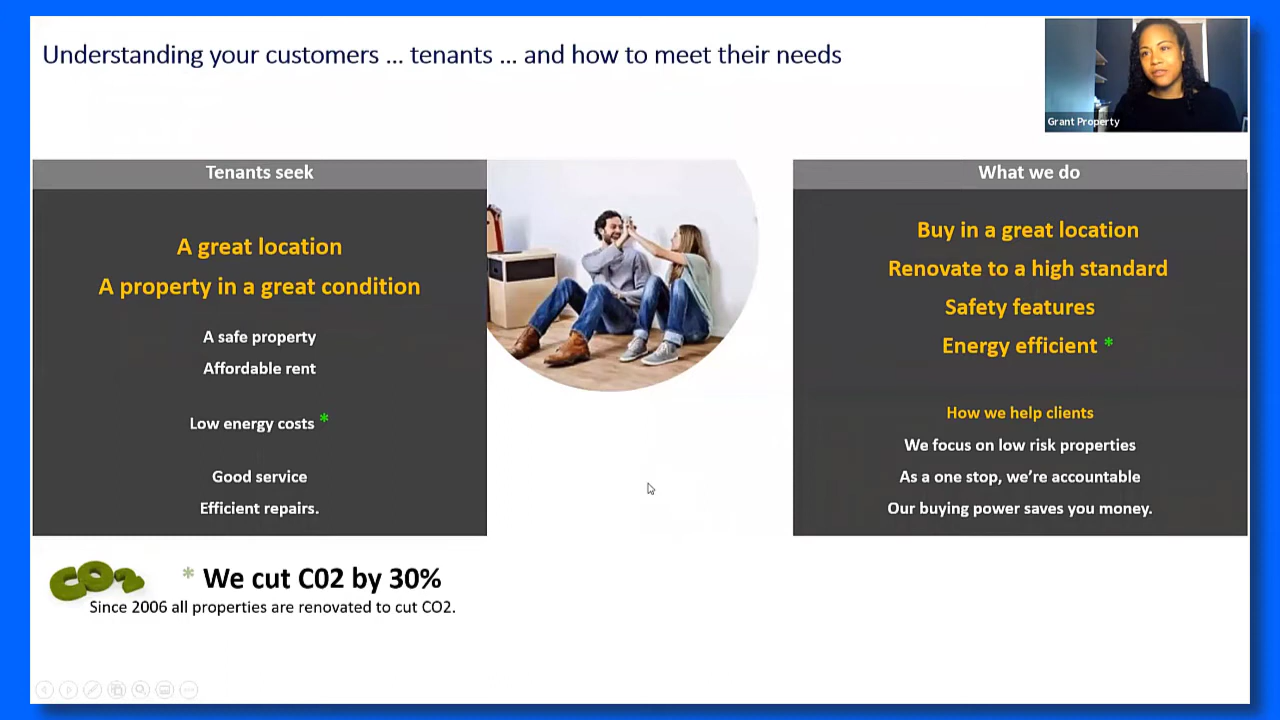 Understanding your customers ... tenants ... and how to meet their needs
Grant Property
Tenants seek
A great location
A property in a great condition
A safe property
Affordable rent
Low energy costs *
Good service
Efficient repairs.
What we do
Buy in a great location
Renovate to a high standard
Safety features
Energy efficient *
How we help clients
We focus on low risk properties
As a one stop, we're accountable
Our buying power saves you money.
CO2
* We cut C02 by 30%
Since 2006 all properties are renovated to cut CO2.